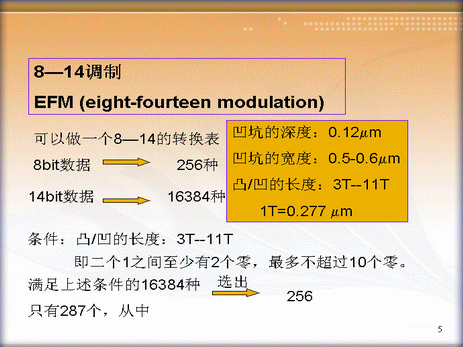 8—14调制
EFM (eight-fourteen modulation)
可以做一个8—14的转换表
8bit数据 256种
14bit数据 16384种
凹坑的深度：0.12μm
凹坑的宽度：0.5-0.6μm
凸/凹的长度：3T--11T
1T=0.277 μm
条件：凸/凹的长度：3T--11T
即二个1之间至少有2个零，最多不超过10个零。
满足上述条件的16384种 选出 256
只有287个，从中
5